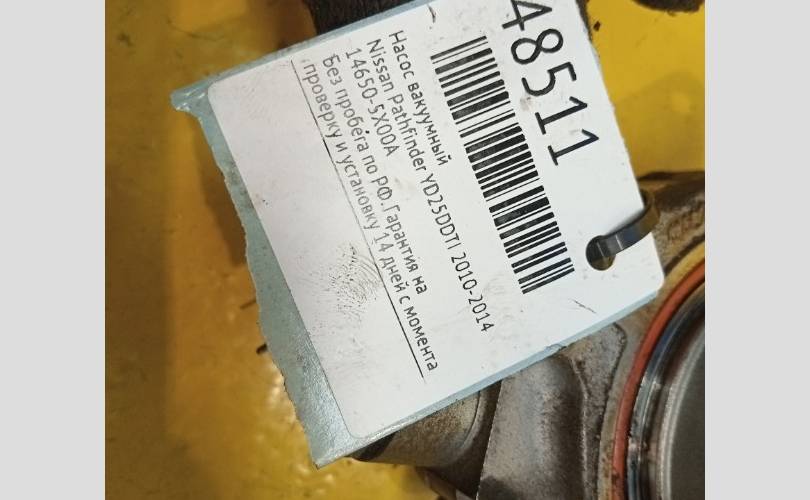 48511
Насос вакуумный
Nissan Pathfinder YD25DDTI 2010-2014
14650-5X00A
Без пробега по РФ.Гарантия на
проверку и установку 14 дней с момента